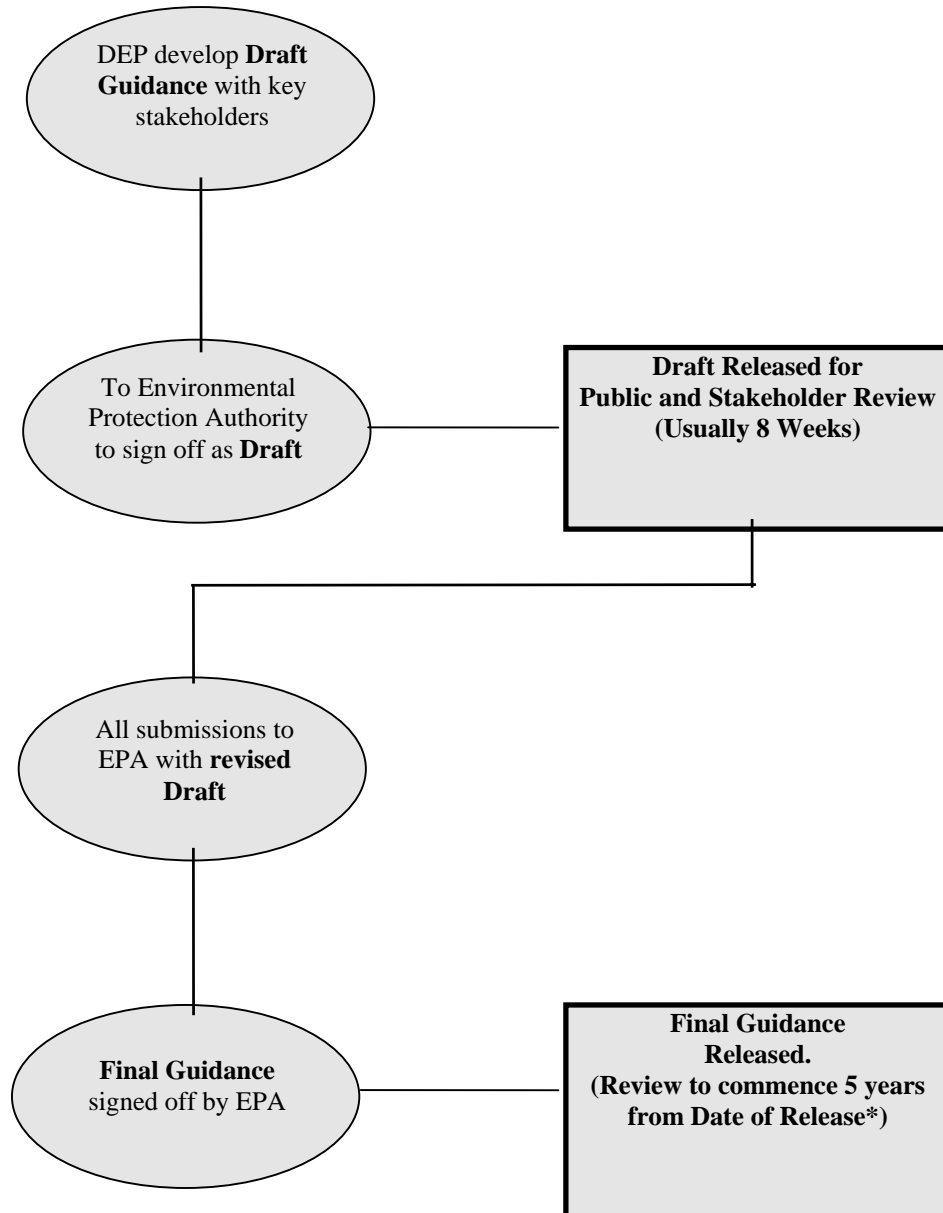 DEP develop Draft
Guidance with key
stakeholders
To Environmental
Protection Authority
to sign off as Draft
Draft Released for
Public and Stakeholder Review
(Usually 8 Weeks)
All submissions to
EPA with revised
Draft
Final Guidance
signed off by EPA
Final Guidance
Released.
(Review to commence 5 years
from Date of Release*)